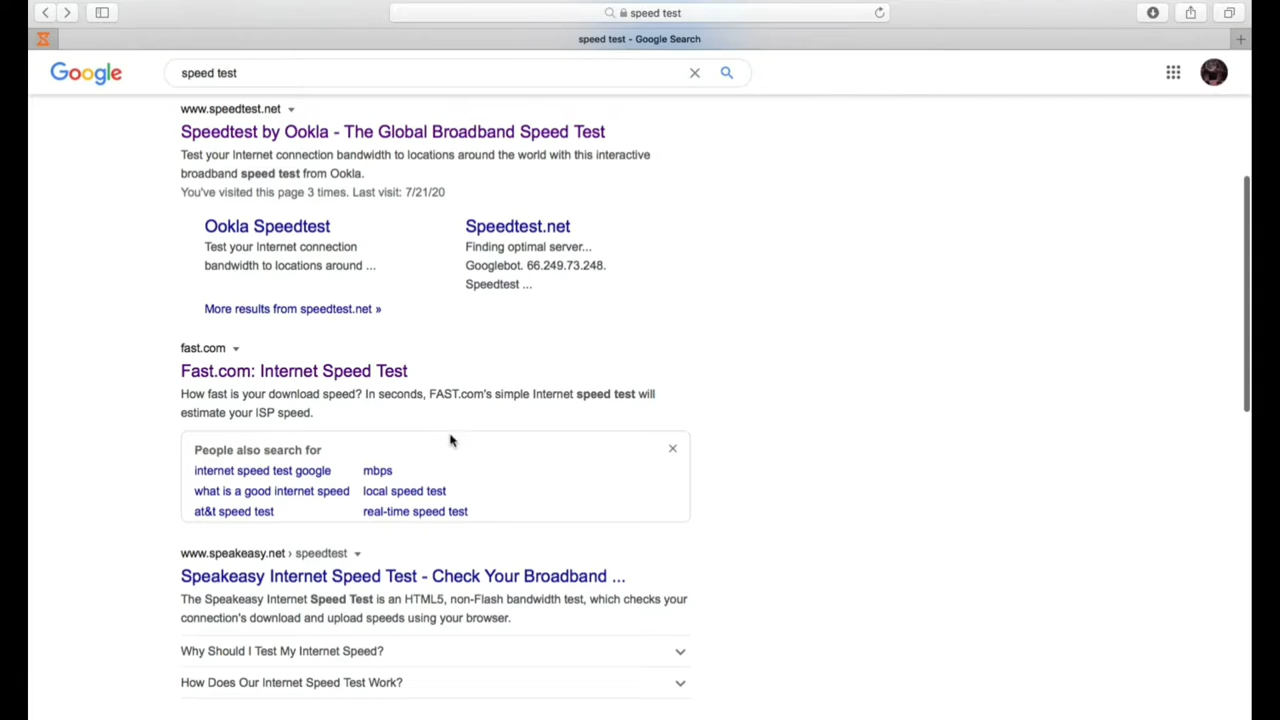 speed test
speed test - Google Search
Google
speed test
www.speedtest.net
Speedtest by Ookla - The Global Broadband Speed Test
Test your Internet connection bandwidth to locations around the world with this interactive
broadband speed test from Ookla.
You've visited this page 3 times. Last visit: 7/21/20
Ookla Speedtest
Test your Internet connection
bandwidth to locations around ...
Speedtest.net
Finding optimal server...
Googlebot. 66.249.73.248.
Speedtest ...
More results from speedtest.net »
fast.com
Fast.com: Internet Speed Test
How fast is your download speed? In seconds, FAST.com's simple Internet speed test will
estimate your ISP speed.
People also search for
internet speed test google
mbps
what is a good internet speed
local speed test
at&t speed test
real-time speed test
www.speakeasy.net › speedtest
Speakeasy Internet Speed Test - Check Your Broadband ...
The Speakeasy Internet Speed Test is an HTML5, non-Flash bandwidth test, which checks your
connection's download and upload speeds using your browser.
Why Should I Test My Internet Speed?
How Does Our Internet Speed Test Work?